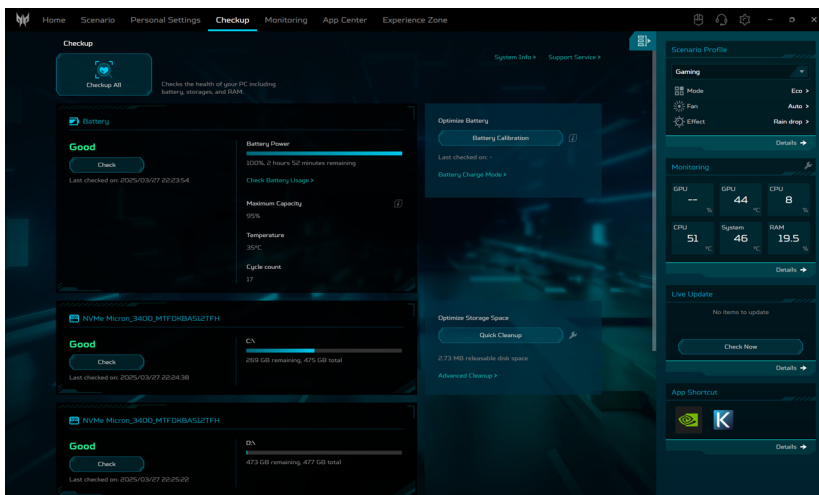 Home Scenario Personal Settings Checkup Monitoring App Center Experience Zone
Checkup
System Info > Support Service >
Checkup All
Checks the health of your PC including
battery, storages, and RAM.
Battery
Good
Check
Last checked on: 2025/03/27 22:23:54
Battery Power
100%, 2 hours 52 minutes remaining
Check Battery Usage >
Maximum Capacity
95%
Temperature
35°C
Cycle count
17
Optimize Battery
Battery Calibration
Last checked on: -
Battery Charge Mode >
NVMe Micron_3400_MTFDKBA512TFH
Good
Check
Last checked on: 2025/03/27 22:24:38
C:\
269 GB remaining, 475 GB total
Optimize Storage Space
Quick Cleanup
2.73 MB releasable disk space
Advanced Cleanup >
NVMe Micron_3400_MTFDKBA512TFH
Good
Check
Last checked on: 2025/03/27 22:25:22
D:\
473 GB remaining, 477 GB total
Scenario Profile
Gaming
Mode Eco >
Fan Auto >
Effect Rain drop >
Details →
Monitoring
GPU GPU CPU
-- 44 8
% °C %
CPU System RAM
51 46 19.5
°C °C %
Details →
Live Update
No items to update
Check Now
Details →
App Shortcut
K
Details →